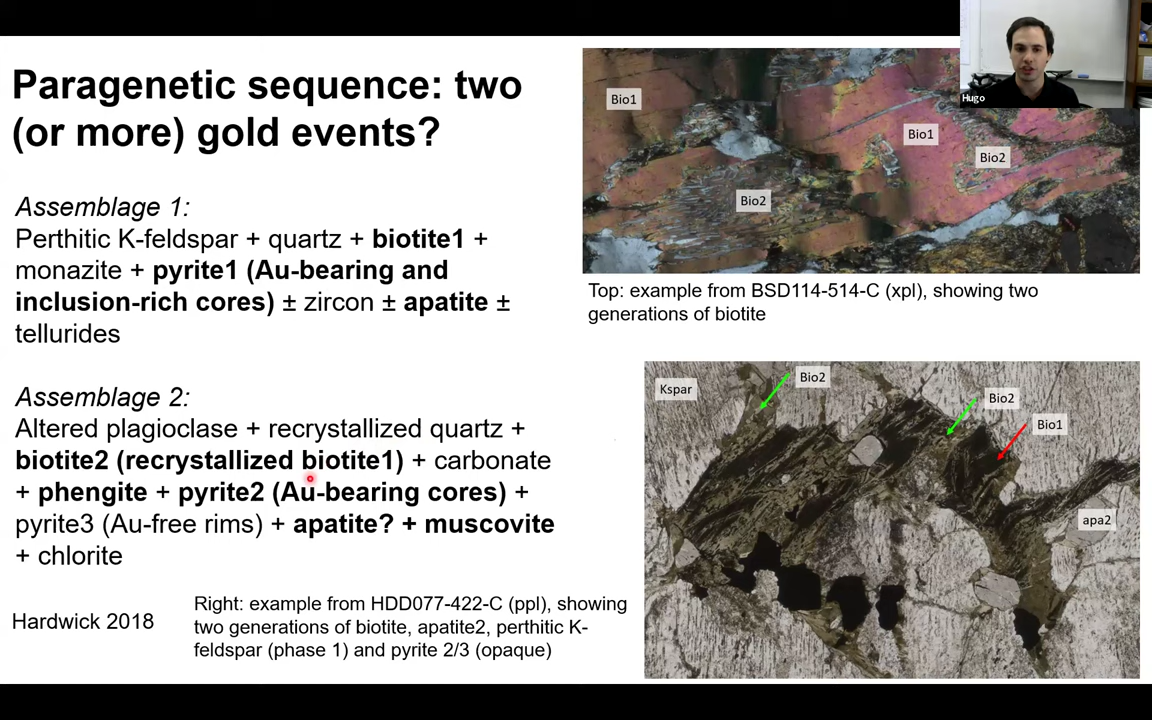 Paragenetic sequence: two
(or more) gold events?
Assemblage 1:
Perthitic K-feldspar + quartz + biotite1 +
monazite + pyrite1 (Au-bearing and
inclusion-rich cores) ± zircon ± apatite ±
tellurides
Assemblage 2:
Altered plagioclase + recrystallized quartz +
biotite2 (recrystallized biotite1) + carbonate
+ phengite + pyrite2 (Au-bearing cores) +
pyrite3 (Au-free rims) + apatite? + muscovite
+ chlorite
Hardwick 2018
Right: example from HDD077-422-C (ppl), showing
two generations of biotite, apatite2, perthitic K-
feldspar (phase 1) and pyrite 2/3 (opaque)
Bio1
Bio1
Bio2
Bio2
Hugo
Top: example from BSD114-514-C (xpl), showing two
generations of biotite
Kspar
Bio2
Bio2
Bio1
apa2